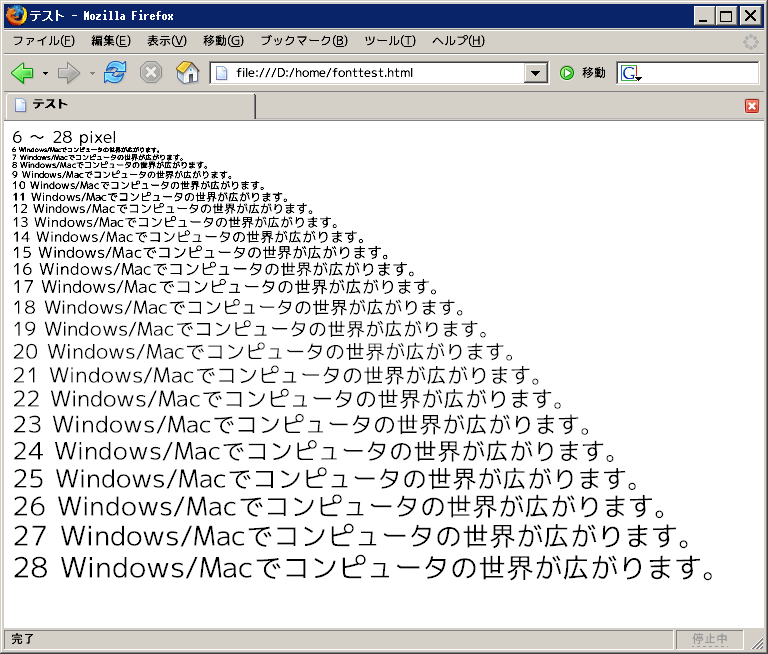 テスト - Mozilla Firefox
ファイル(F) 編集(E) 表示(V) 移動(G) ブックマーク(B) ツール(T) ヘルプ(H)
file:///D:/home/fonttest.html 移動 G
テスト
6 ～ 28 pixel
6 Windows/Macでコンピュータの世界が広がります。
7 Windows/Macでコンピュータの世界が広がります。
8 Windows/Macでコンピュータの世界が広がります。
9 Windows/Macでコンピュータの世界が広がります。
10 Windows/Macでコンピュータの世界が広がります。
11 Windows/Macでコンピュータの世界が広がります。
12 Windows/Macでコンピュータの世界が広がります。
13 Windows/Macでコンピュータの世界が広がります。
14 Windows/Macでコンピュータの世界が広がります。
15 Windows/Macでコンピュータの世界が広がります。
16 Windows/Macでコンピュータの世界が広がります。
17 Windows/Macでコンピュータの世界が広がります。
18 Windows/Macでコンピュータの世界が広がります。
19 Windows/Macでコンピュータの世界が広がります。
20 Windows/Macでコンピュータの世界が広がります。
21 Windows/Macでコンピュータの世界が広がります。
22 Windows/Macでコンピュータの世界が広がります。
23 Windows/Macでコンピュータの世界が広がります。
24 Windows/Macでコンピュータの世界が広がります。
25 Windows/Macでコンピュータの世界が広がります。
26 Windows/Macでコンピュータの世界が広がります。
27 Windows/Macでコンピュータの世界が広がります。
28 Windows/Macでコンピュータの世界が広がります。
完了 停止中